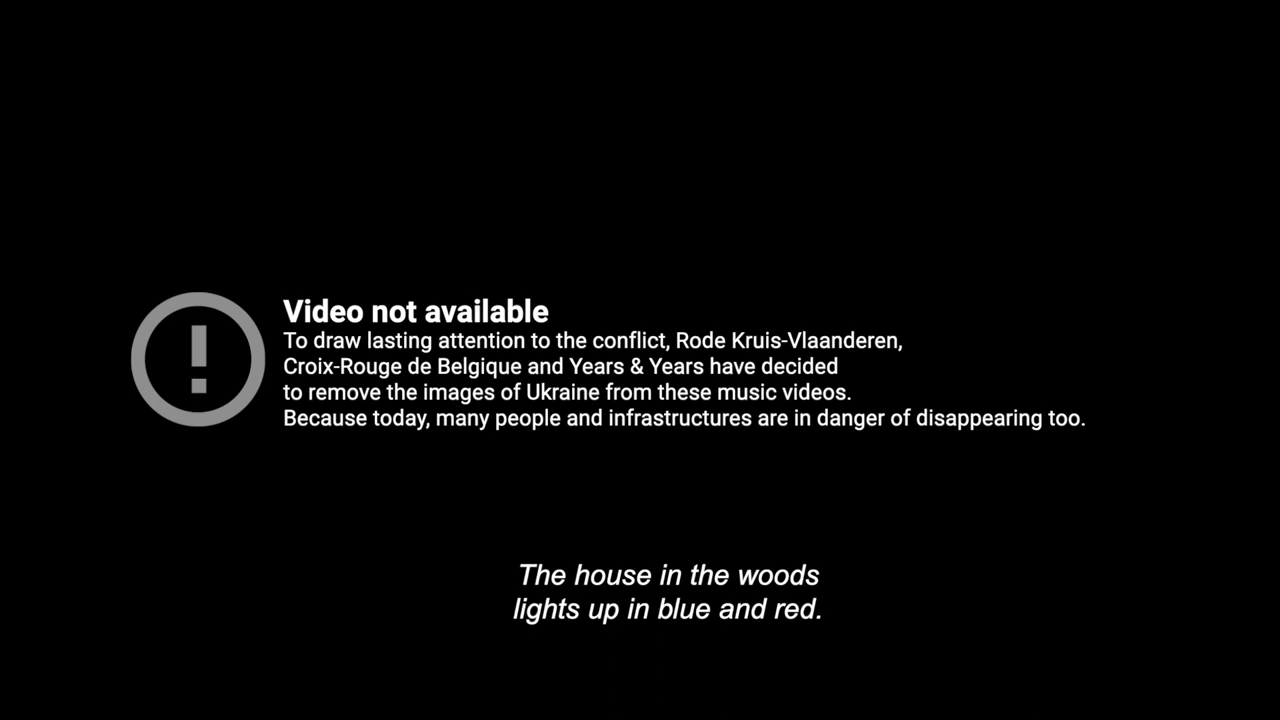 Video not available
To draw lasting attention to the conflict, Rode Kruis-Vlaanderen,
Croix-Rouge de Belgique and Years & Years have decided
to remove the images of Ukraine from these music videos.
Because today, many people and infrastructures are in danger of disappearing too.
The house in the woods
lights up in blue and red.